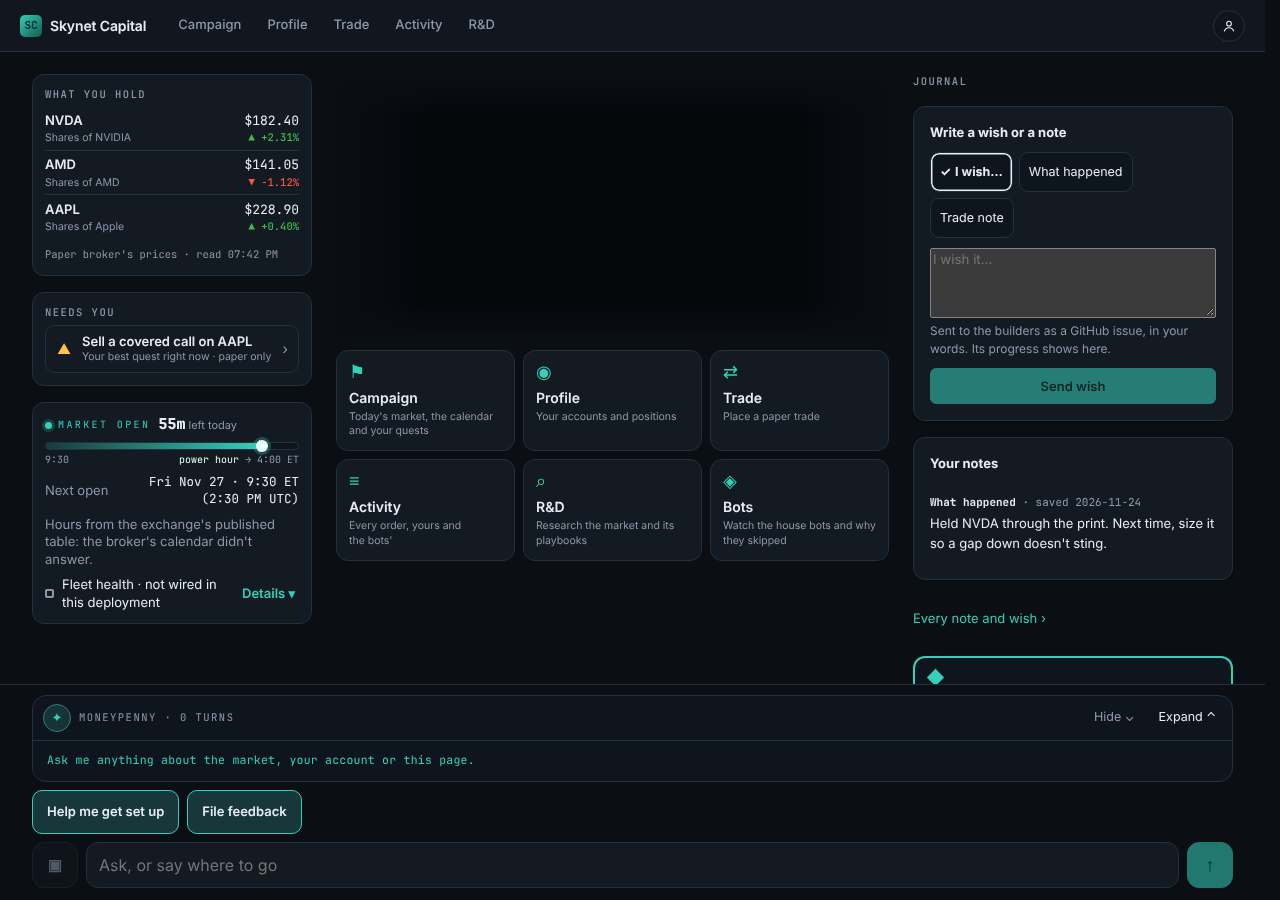 SC Skynet Capital Campaign Profile Trade Activity R&D
WHAT YOU HOLD
NVDA $182.40
Shares of NVIDIA ▲ +2.31%
AMD $141.05
Shares of AMD ▼ -1.12%
AAPL $228.90
Shares of Apple ▲ +0.40%
Paper broker's prices · read 07:42 PM
NEEDS YOU
Sell a covered call on AAPL
Your best quest right now · paper only ›
MARKET OPEN 55m left today
9:30 power hour → 4:00 ET
Next open Fri Nov 27 · 9:30 ET
(2:30 PM UTC)
Hours from the exchange's published
table: the broker's calendar didn't
answer.
Fleet health · not wired in
this deployment
Details ▾
Campaign
Today's market, the calendar
and your quests
Profile
Your accounts and positions
Trade
Place a paper trade
Activity
Every order, yours and
the bots'
R&D
Research the market and its
playbooks
Bots
Watch the house bots and why
they skipped
JOURNAL
Write a wish or a note
✓ I wish... What happened
Trade note
I wish it...
Sent to the builders as a GitHub issue, in your
words. Its progress shows here.
Send wish
Your notes
What happened · saved 2026-11-24
Held NVDA through the print. Next time, size it
so a gap down doesn't sting.
Every note and wish ›
MONEYPENNY · 0 TURNS Hide Expand
Ask me anything about the market, your account or this page.
Help me get set up File feedback
Ask, or say where to go ↑